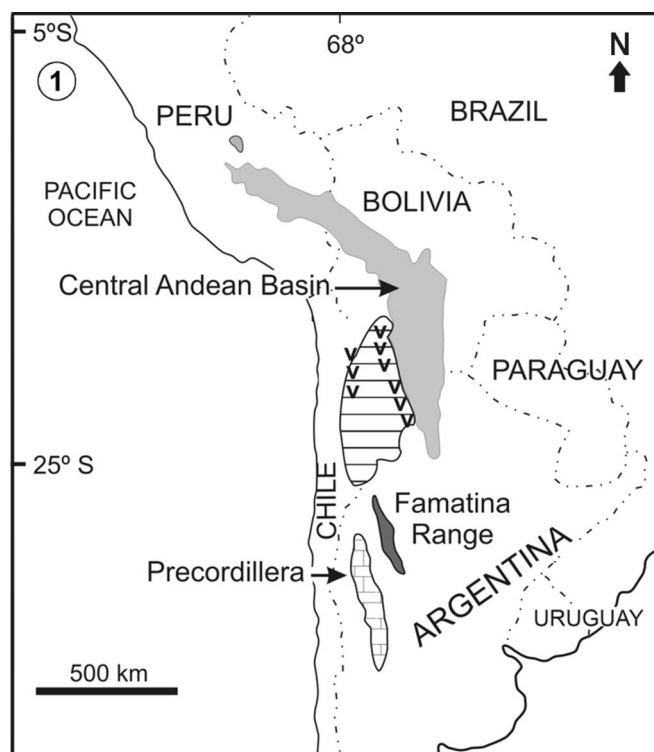 5ºS
68º
N
1
PERU
BRAZIL
PACIFIC
OCEAN
BOLIVIA
Central Andean Basin
PARAGUAY
25º S
CHILE
Famatina
Range
Precordillera
ARGENTINA
URUGUAY
500 km